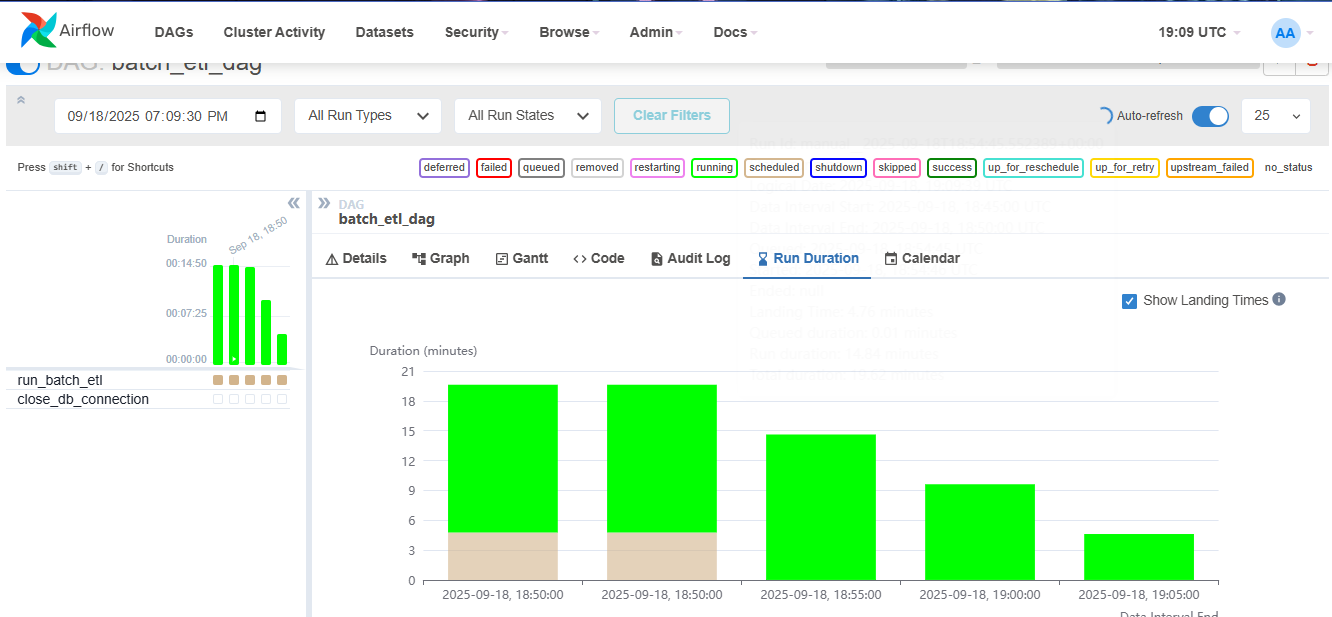 Airflow DAGs Cluster Activity Datasets Security Browse Admin Docs 19:09 UTC AA
DAG: batch_etl_dag
09/18/2025 07:09:30 PM All Run Types All Run States Clear Filters Auto-refresh 25
Press shift + / for Shortcuts deferred failed queued removed restarting running scheduled shutdown skipped success up_for_reschedule up_for_retry upstream_failed no_status
DAG
batch_etl_dag
Sep 18, 18:50
Duration
00:14:50
00:07:25
00:00:00
run_batch_etl
close_db_connection
Details Graph Gantt Code Audit Log Run Duration Calendar
Show Landing Times
Duration (minutes)
21
18
15
12
9
6
3
0
2025-09-18, 18:50:00 2025-09-18, 18:50:00 2025-09-18, 18:55:00 2025-09-18, 19:00:00 2025-09-18, 19:05:00
Data Interval End